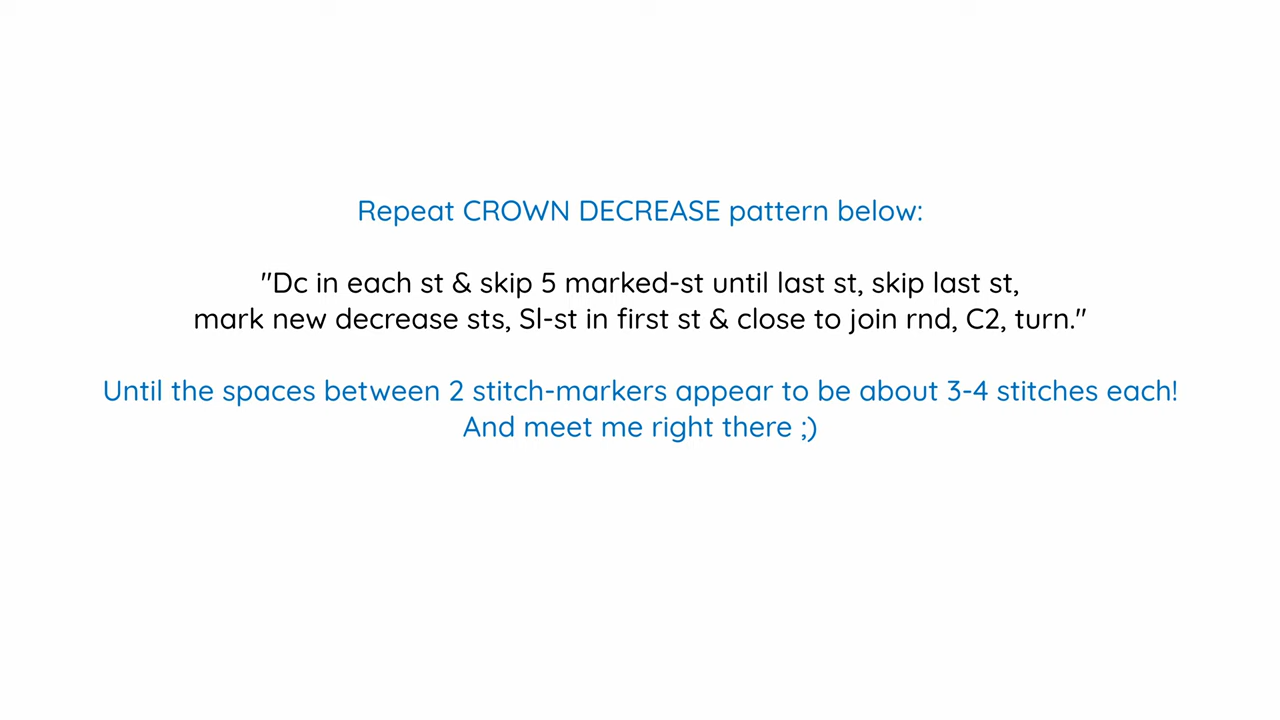 Repeat CROWN DECREASE pattern below:
"Dc in each st & skip 5 marked-st until last st, skip last st,
mark new decrease sts, Sl-st in first st & close to join rnd, C2, turn."
Until the spaces between 2 stitch-markers appear to be about 3-4 stitches each!
And meet me right there ;)